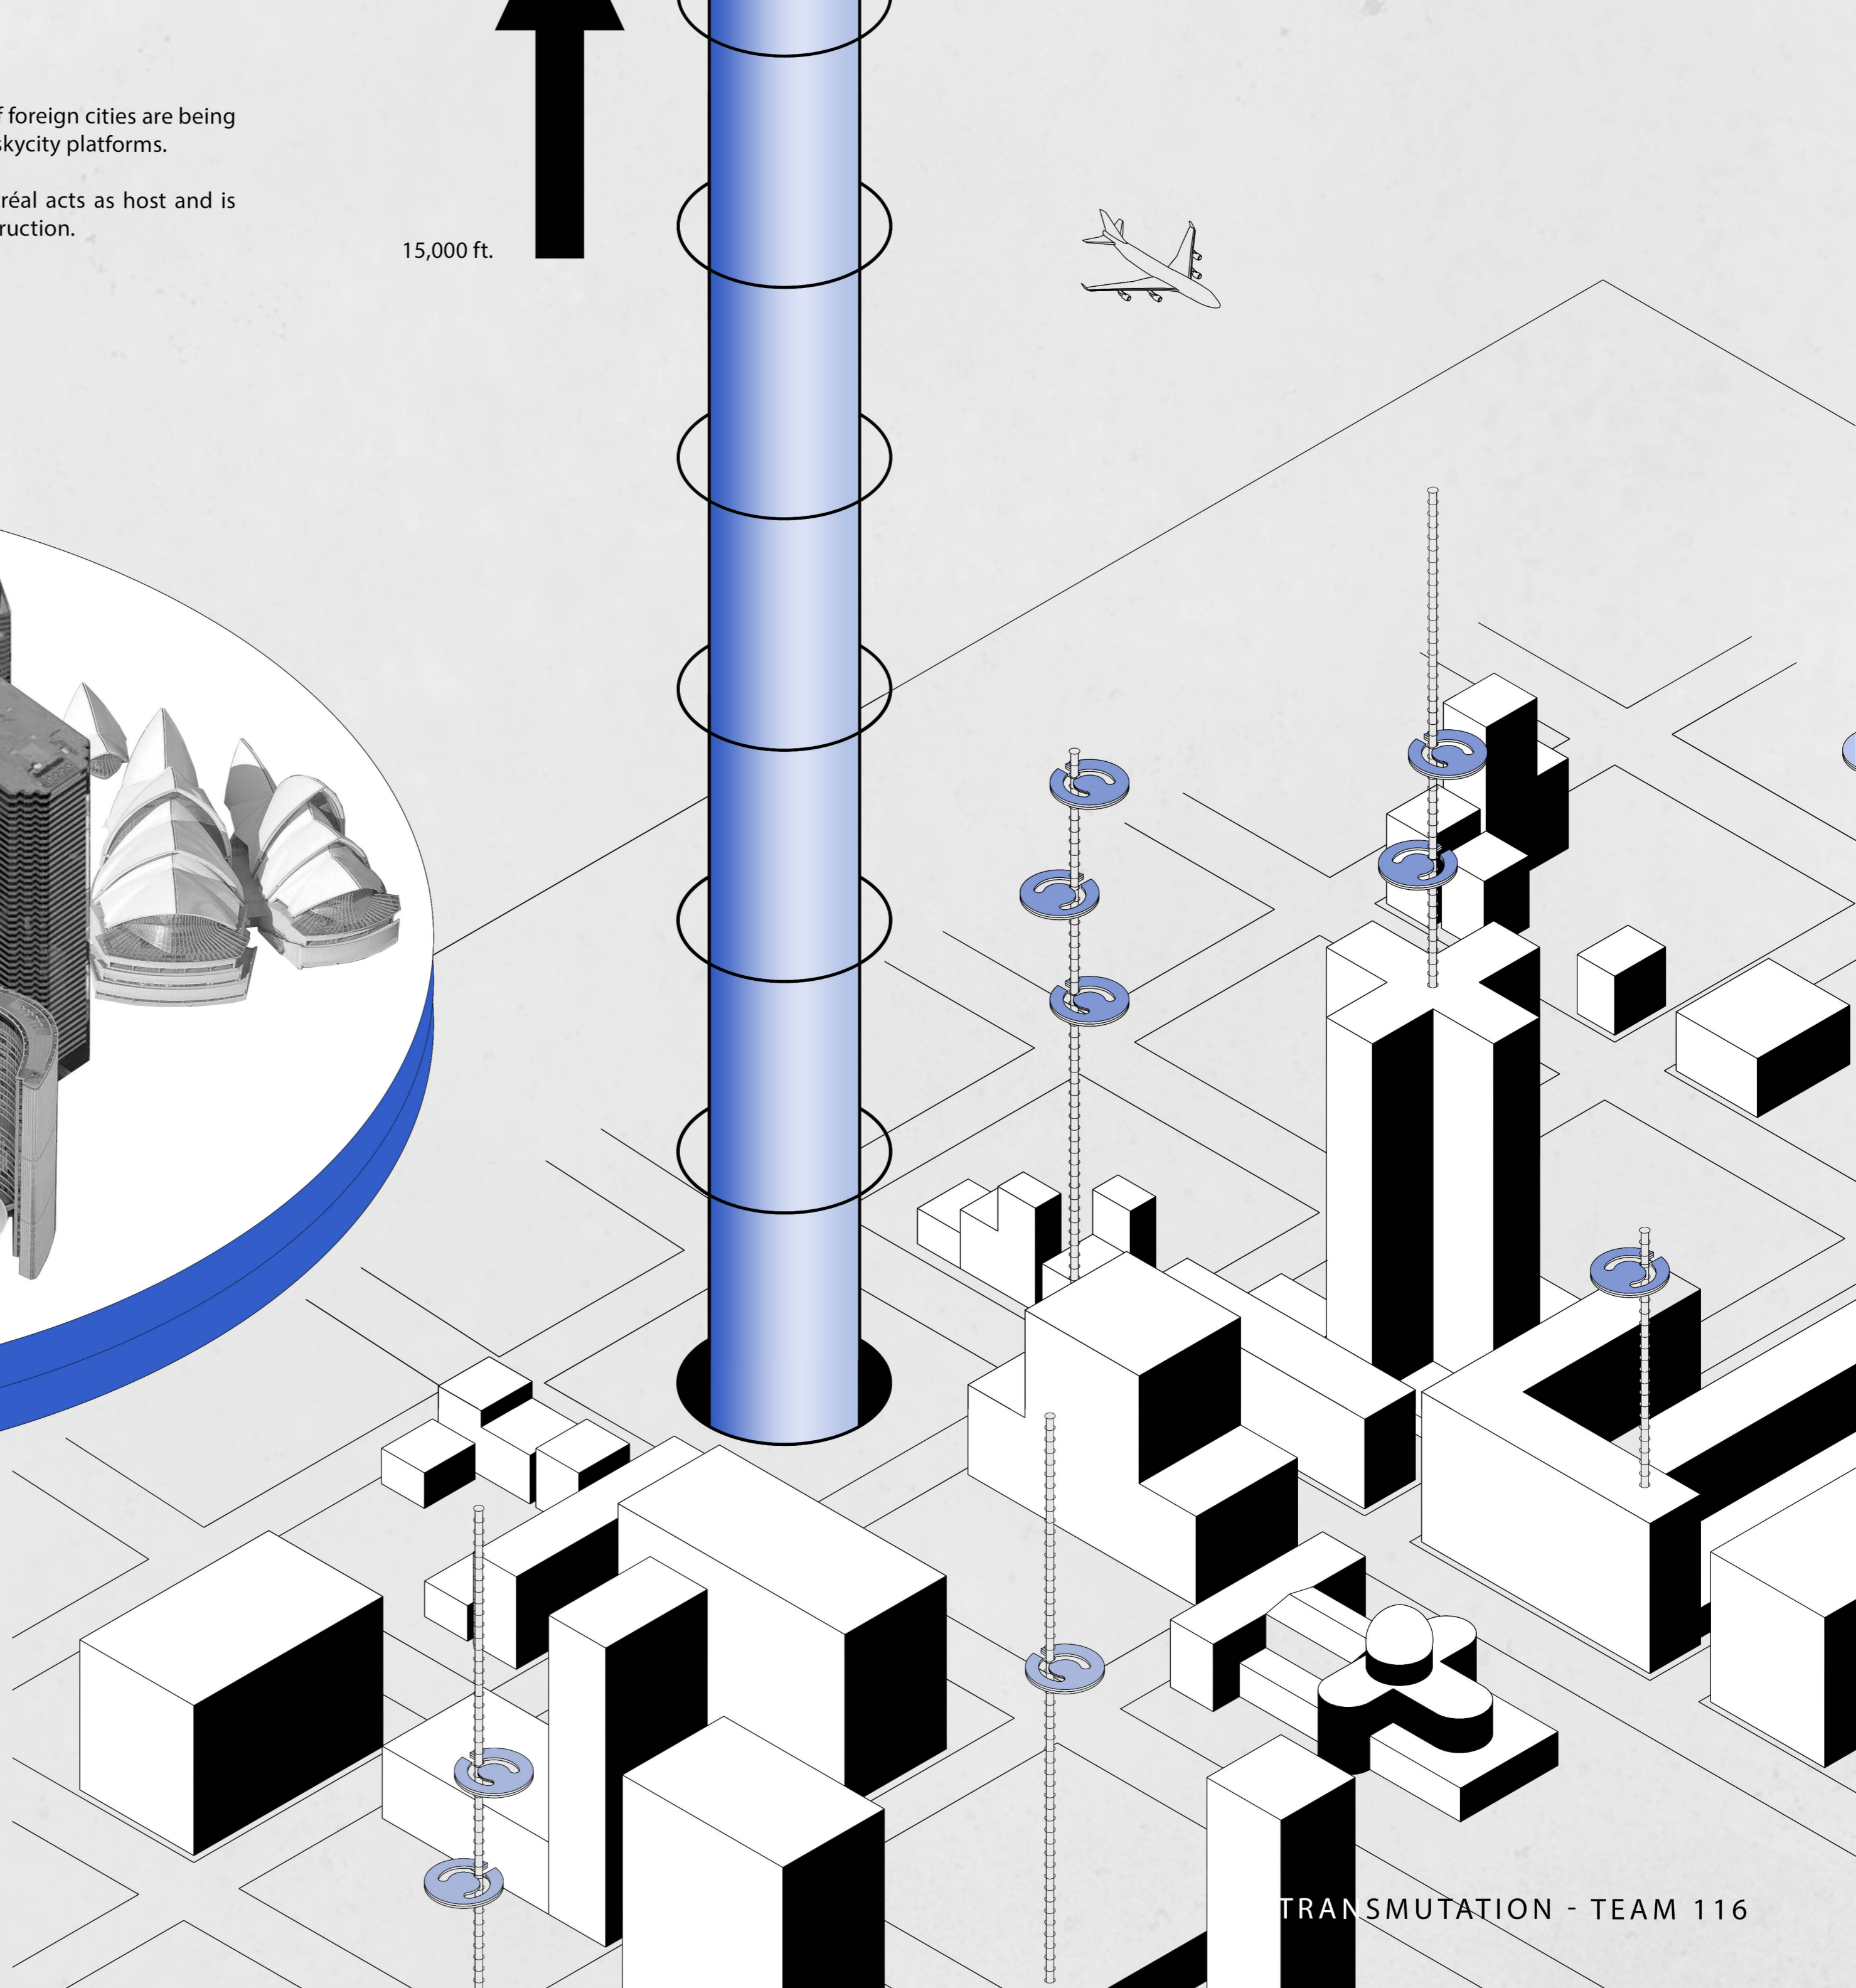 foreign cities are being
skycity platforms.
réal acts as host and is
ruction.
15,000 ft.
TRANSMUTATION - TEAM 116